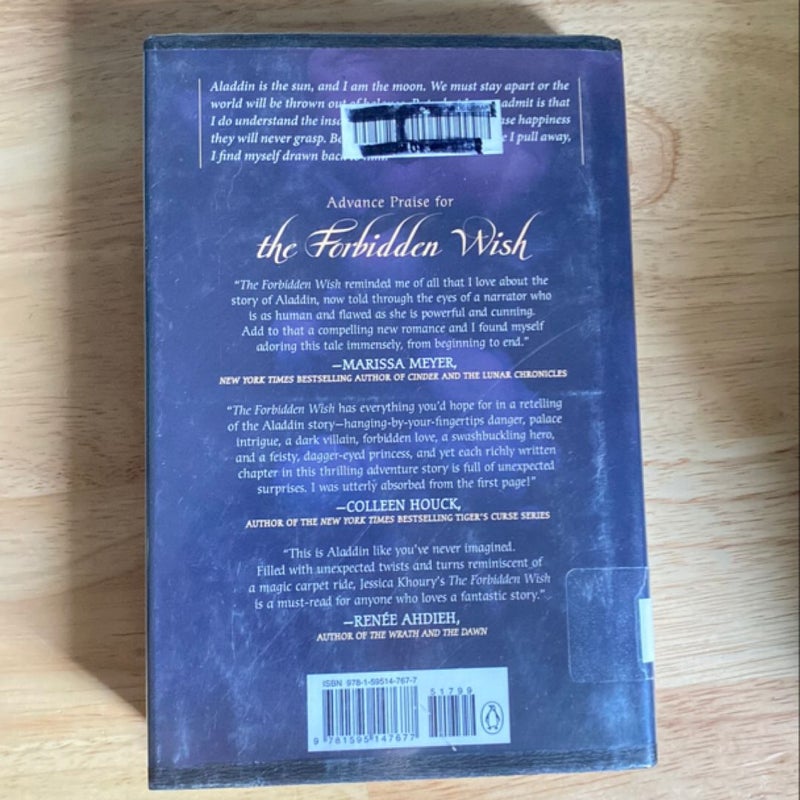 Aladdin is the sun, and I am the moon. We must stay apart or the
world will be thrown out of admit is that
I do understand the happiness
they will never grasp. I pull away,
I find myself drawn back
Advance Praise for
the Forbidden Wish
“The Forbidden Wish reminded me of all that I love about the
story of Aladdin, now told through the eyes of a narrator who
is as human and flawed as she is powerful and cunning.
Add to that a compelling new romance and I found myself
adoring this tale immensely, from beginning to end.”
—MARISSA MEYER,
NEW YORK TIMES BESTSELLING AUTHOR OF CINDER AND THE LUNAR CHRONICLES
“The Forbidden Wish has everything you’d hope for in a retelling
of the Aladdin story—hanging-by-your-fingertips danger, palace
intrigue, a dark villain, forbidden love, a swashbuckling hero,
and a feisty, dagger-eyed princess, and yet each richly written
chapter in this thrilling adventure story is full of unexpected
surprises. I was utterly absorbed from the first page!”
—COLLEEN HOUCK,
AUTHOR OF THE NEW YORK TIMES BESTSELLING TIGER’S CURSE SERIES
“This is Aladdin like you’ve never imagined.
Filled with unexpected twists and turns reminiscent of
a magic carpet ride, Jessica Khoury’s The Forbidden Wish
is a must-read for anyone who loves a fantastic story.”
—RENÉE AHDIEH,
AUTHOR OF THE WRATH AND THE DAWN
ISBN 978-1-59514-767-7
51799
9 781595 147677